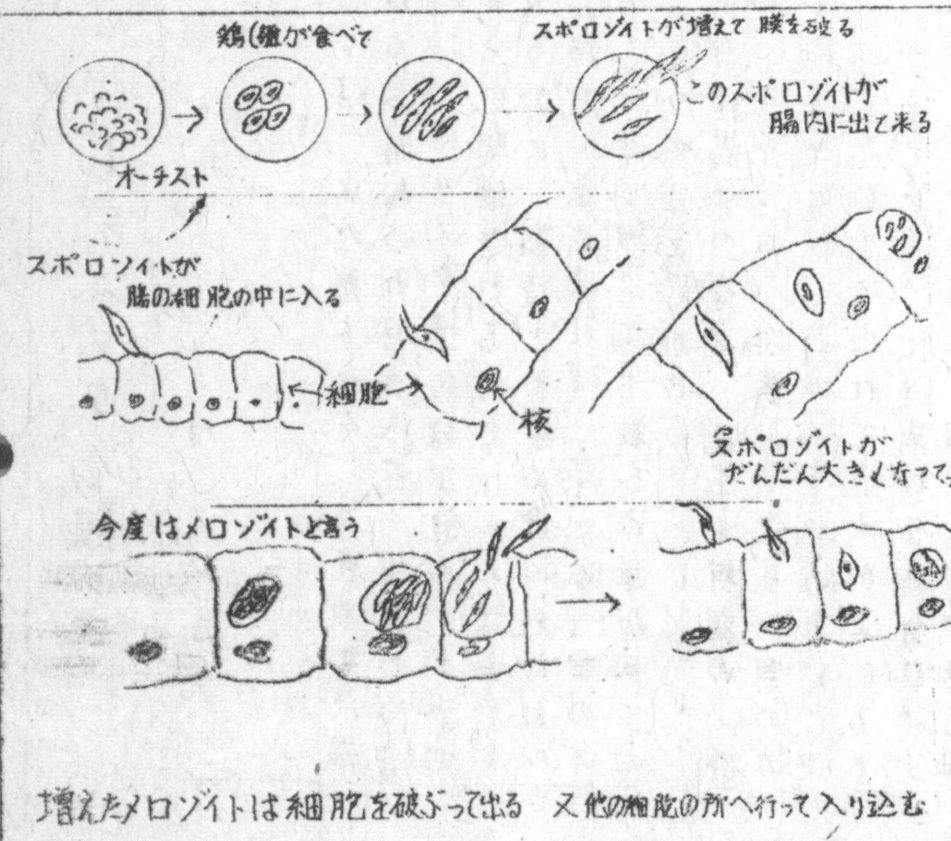 鶏(雛が食べて
スポロゾイトが増えて 膜を破る
このスポロゾイトが
腸内に出て来る
オーチスト
スポロゾイトが
腸の細胞の中に入る
細胞
核
スポロゾイトが
だんだん大きくなって、
今度はメロゾイトと言う
増えたメロゾイトは細胞を破ぶって出る 又他の細胞の所へ行って入り込む